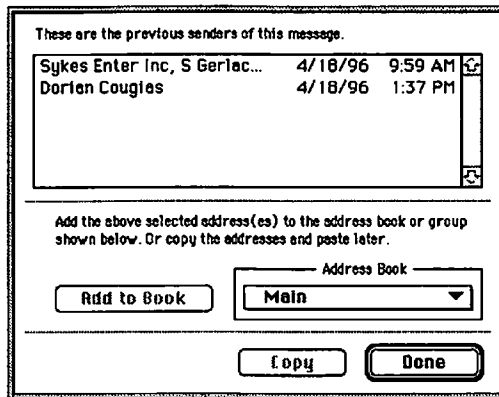 These are the previous senders of this message.
Sykes Enter Inc, S Gerlac... 4/18/96 9:59 AM
Dorian Cougias 4/18/96 1:37 PM
Add the above selected address(es) to the address book or group
shown below. Or copy the addresses and paste later.
Address Book
Add to Book Main
Copy Done